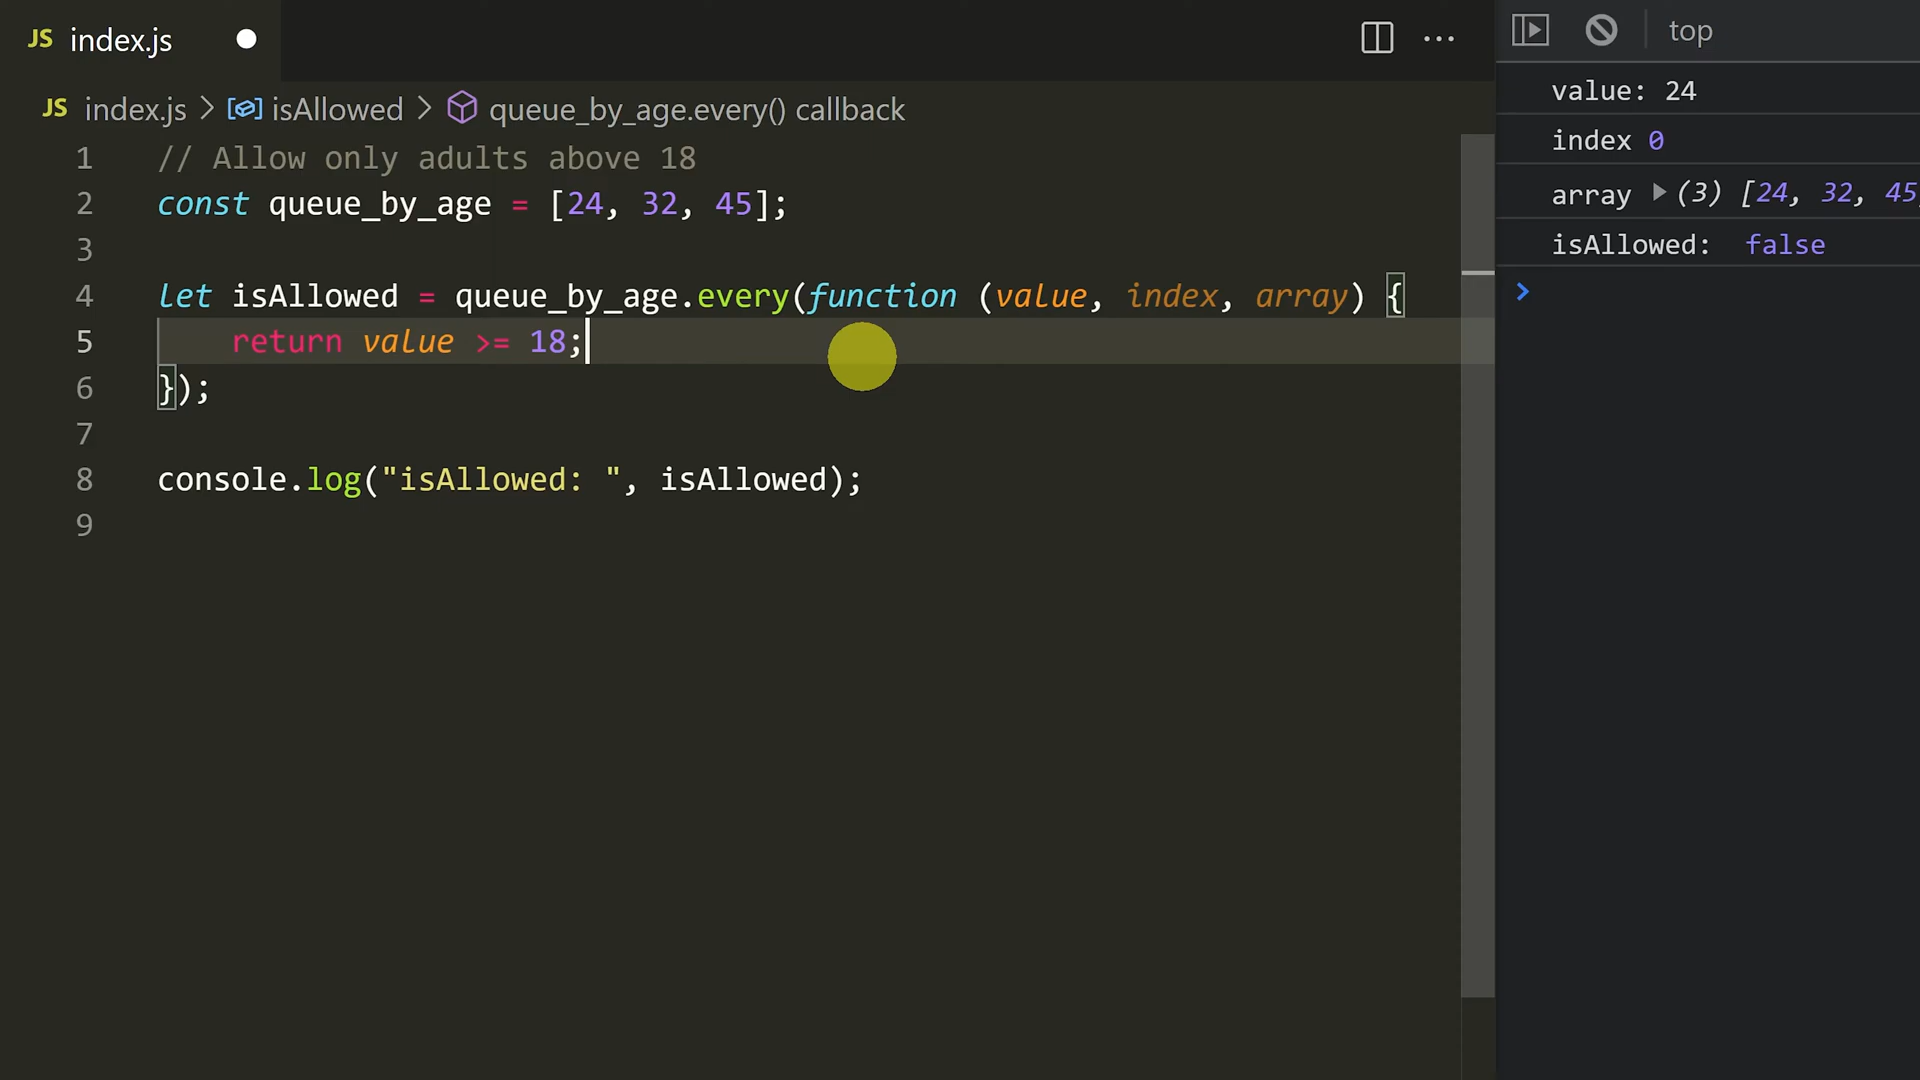 JS index.js
JS index.js > isAllowed > queue_by_age.every() callback
1 // Allow only adults above 18
2 const queue_by_age = [24, 32, 45];
3
4 let isAllowed = queue_by_age.every(function (value, index, array) {
5 return value >= 18;
6 });
7
8 console.log("isAllowed: ", isAllowed);
9
top
value: 24
index 0
array ▶ (3) [24, 32, 45,
isAllowed: false
>